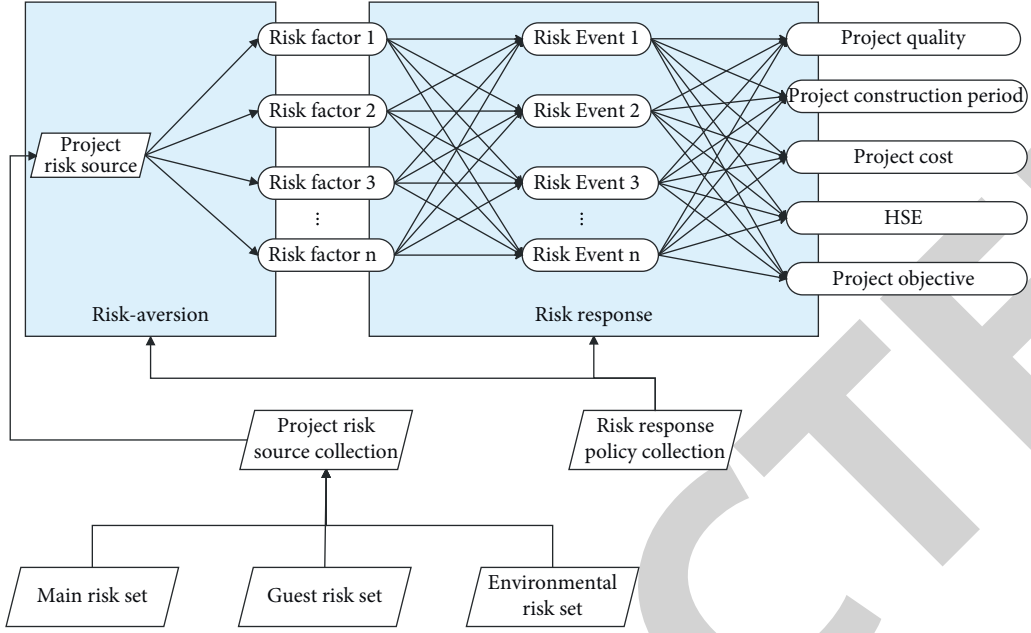 Risk factor 1
Risk Event 1
Project quality
Risk factor 2
Risk Event 2
Project construction period
Project
risk source
Risk factor 3
Risk Event 3
Project cost
⋮
⋮
HSE
Risk factor n
Risk Event n
Project objective
Risk-aversion
Risk response
Project risk
source collection
Risk response
policy collection
Main risk set
Guest risk set
Environmental
risk set
CTE